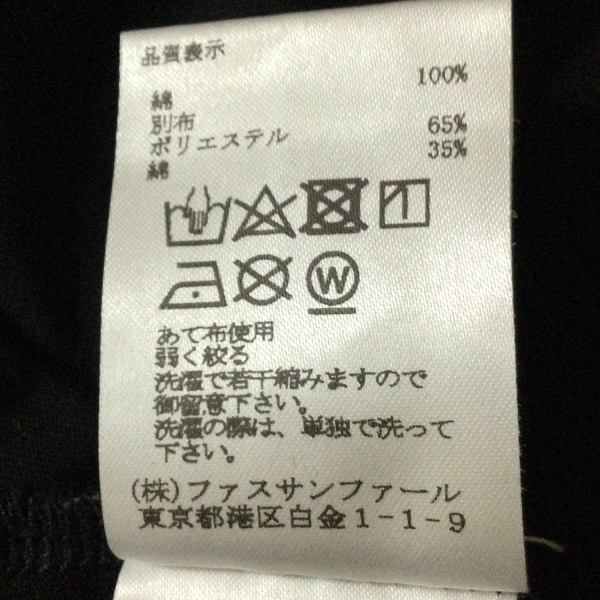 品質表示
100%
綿
別布 65%
ポリエステル 35%
綿
W
あて布使用
弱く絞る
洗濯で若干縮みますので
御留意下さい。
洗濯の際は、単独で洗って
下さい。
(株)ファスサンファール
東京都港区白金1-1-9